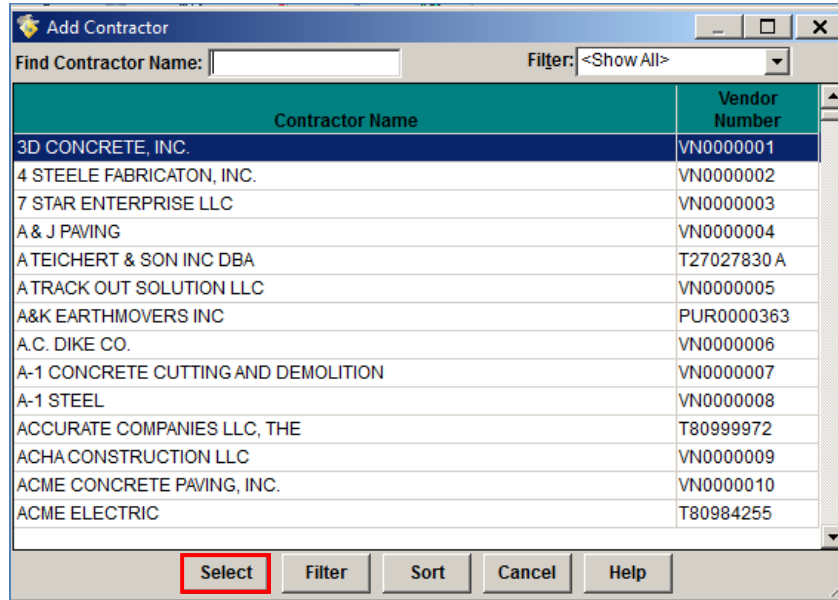 Add Contractor
Find Contractor Name: Filter: <Show All>
Contractor Name Vendor Number
3D CONCRETE, INC. VN0000001
4 STEELE FABRICATON, INC. VN0000002
7 STAR ENTERPRISE LLC VN0000003
A & J PAVING VN0000004
A TEICHERT & SON INC DBA T27027830 A
A TRACK OUT SOLUTION LLC VN0000005
A&K EARTHMOVERS INC PUR0000363
A.C. DIKE CO. VN0000006
A-1 CONCRETE CUTTING AND DEMOLITION VN0000007
A-1 STEEL VN0000008
ACCURATE COMPANIES LLC, THE T80999972
ACHA CONSTRUCTION LLC VN0000009
ACME CONCRETE PAVING, INC. VN0000010
ACME ELECTRIC T80984255
Select Filter Sort Cancel Help